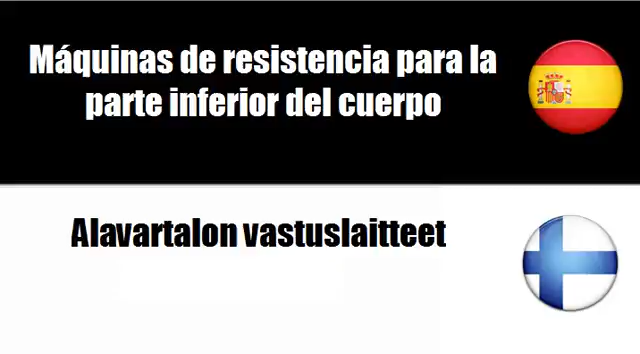 Máquinas de resistencia para la
parte inferior del cuerpo
Alavartalon vastuslaitteet